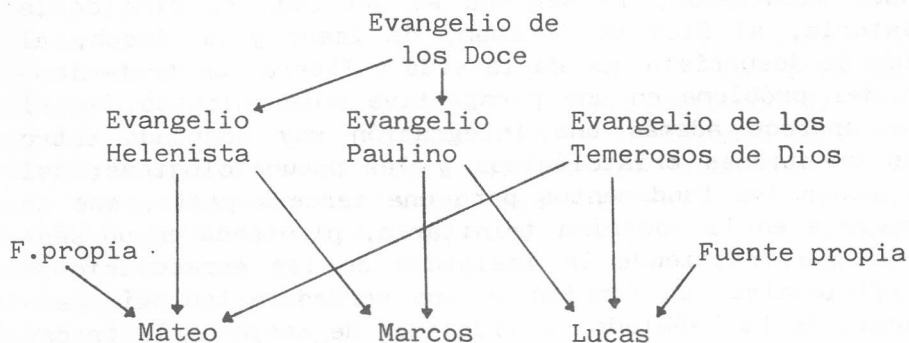 Evangelio de
los Doce
Evangelio Evangelio Evangelio de los
Helenista Paulino Temerosos de Dios
F.propia Fuente propia
Mateo Marcos Lucas